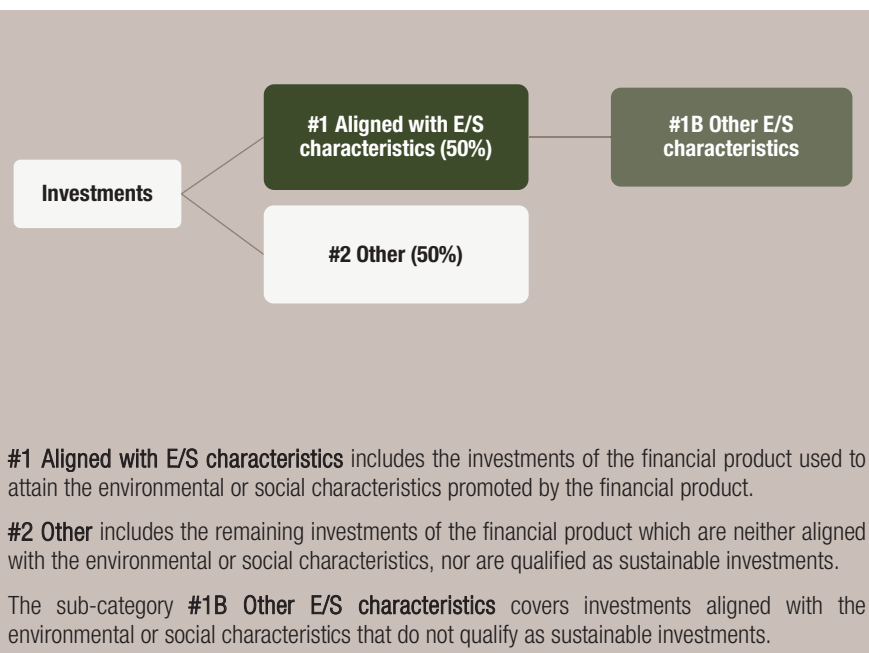 #1 Aligned with E/S
characteristics (50%)
#1B Other E/S
characteristics
Investments
#2 Other (50%)
#1 Aligned with E/S characteristics includes the investments of the financial product used to
attain the environmental or social characteristics promoted by the financial product.
#2 Other includes the remaining investments of the financial product which are neither aligned
with the environmental or social characteristics, nor are qualified as sustainable investments.
The sub-category #1B Other E/S characteristics covers investments aligned with the
environmental or social characteristics that do not qualify as sustainable investments.